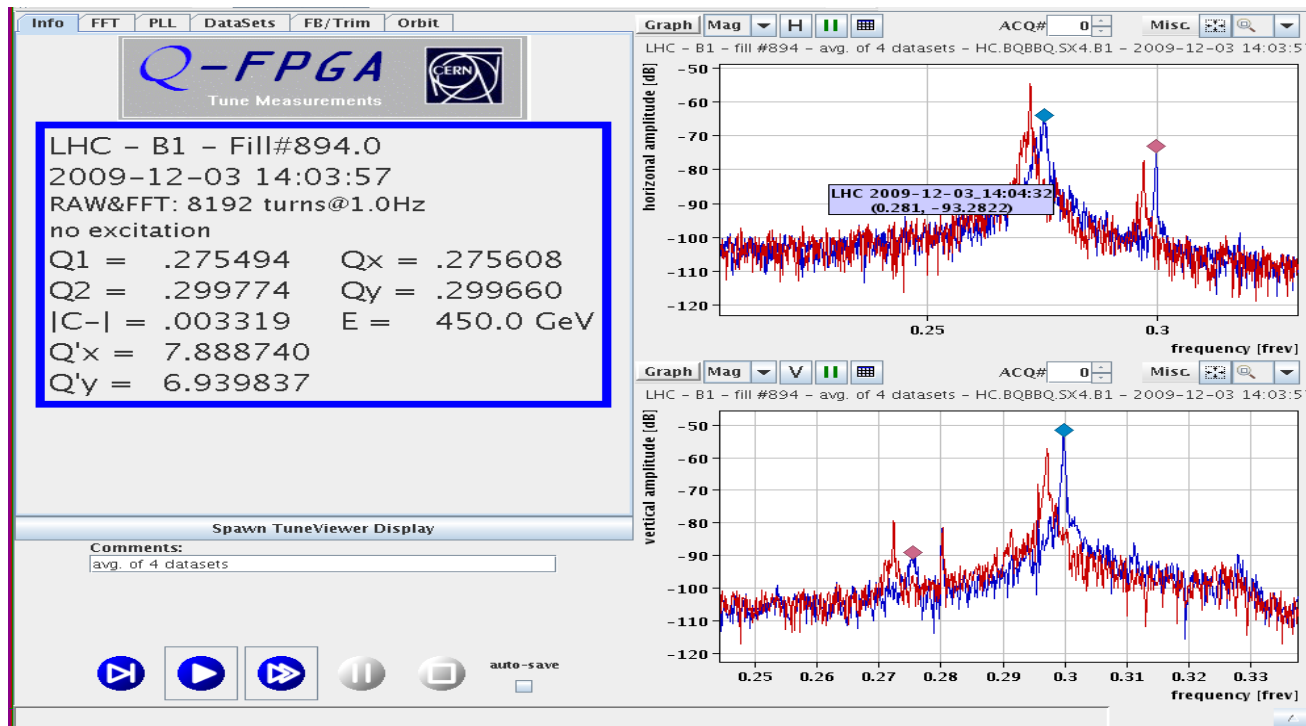 Info FFT PLL DataSets FB/Trim Orbit
Q-FPGA
Tune Measurements
CERN
LHC - B1 - Fill#894.0
2009-12-03 14:03:57
RAW&FFT: 8192 turns@1.0Hz
no excitation
Q1 = .275494 Qx = .275608
Q2 = .299774 Qy = .299660
|C-| = .003319 E = 450.0 GeV
Q'x = 7.888740
Q'y = 6.939837
Spawn TuneViewer Display
Comments:
avg. of 4 datasets
auto-save
Graph Mag H ACQ# 0 Misc.
LHC - B1 - fill #894 - avg. of 4 datasets - HC.BQBBQ.SX4.B1 - 2009-12-03 14:03:5
horizonal amplitude [dB]
-50
-60
-70
-80
-90
-100
-110
-120
LHC 2009-12-03_14:04:32
(0.281, -93.2822)
0.25 0.3
frequency [frev]
Graph Mag V ACQ# 0 Misc.
LHC - B1 - fill #894 - avg. of 4 datasets - HC.BQBBQ.SX4.B1 - 2009-12-03 14:03:5
vertical amplitude [dB]
-50
-60
-70
-80
-90
-100
-110
-120
0.25 0.26 0.27 0.28 0.29 0.3 0.31 0.32 0.33
frequency [frev]